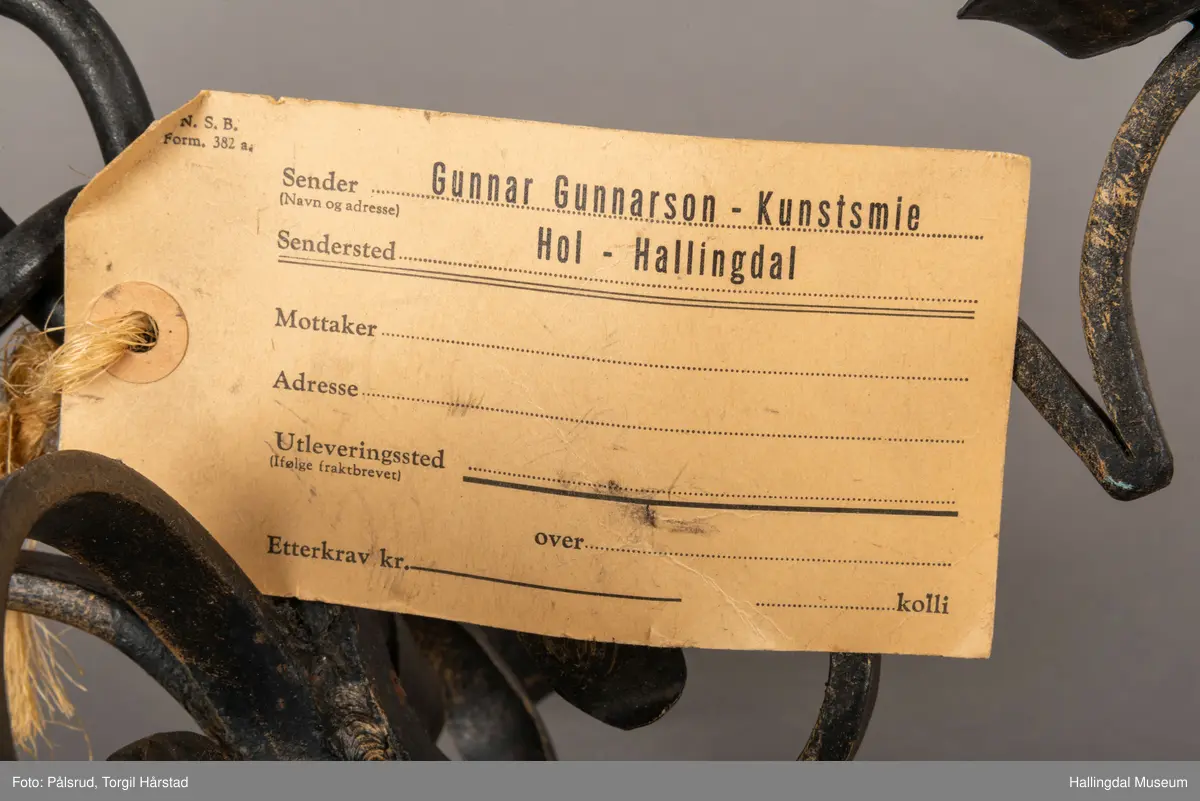 N. S. B.
Form. 382 a.
Sender Gunnar Gunnarson - Kunstsmie
(Navn og adresse)
Sendersted Hol - Hallingdal
Mottaker
Adresse
Utleveringssted
(Ifølge fraktbrevet)
over
Etterkrav kr.
kolli
Foto: Pålsrud, Torgil Hårstad
Hallingdal Museum